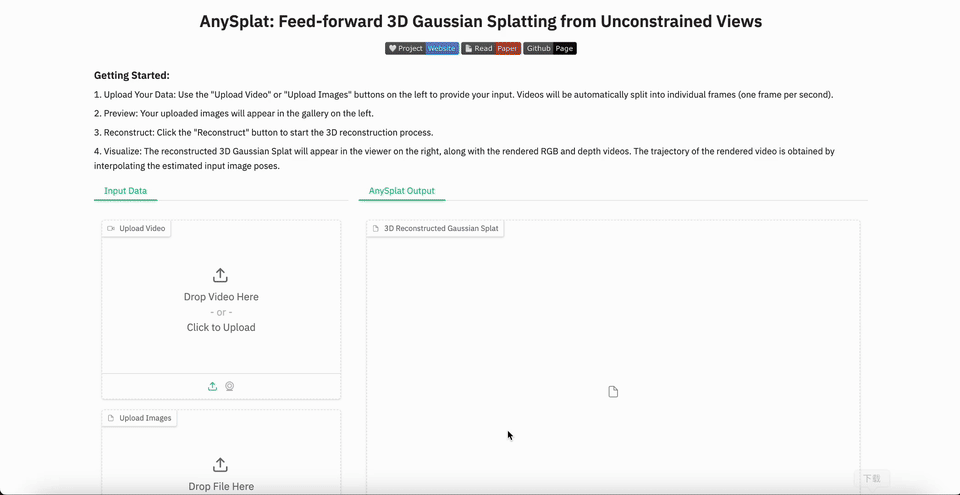 AnySplat: Feed-forward 3D Gaussian Splatting from Unconstrained Views
Project Website Read Paper Github Page
Getting Started:
1. Upload Your Data: Use the "Upload Video" or "Upload Images" buttons on the left to provide your input. Videos will be automatically split into individual frames (one frame per second).
2. Preview: Your uploaded images will appear in the gallery on the left.
3. Reconstruct: Click the "Reconstruct" button to start the 3D reconstruction process.
4. Visualize: The reconstructed 3D Gaussian Splat will appear in the viewer on the right, along with the rendered RGB and depth videos. The trajectory of the rendered video is obtained by
interpolating the estimated input image poses.
Input Data
AnySplat Output
Upload Video
3D Reconstructed Gaussian Splat
Drop Video Here
- or -
Click to Upload
Upload Images
Drop File Here
下载